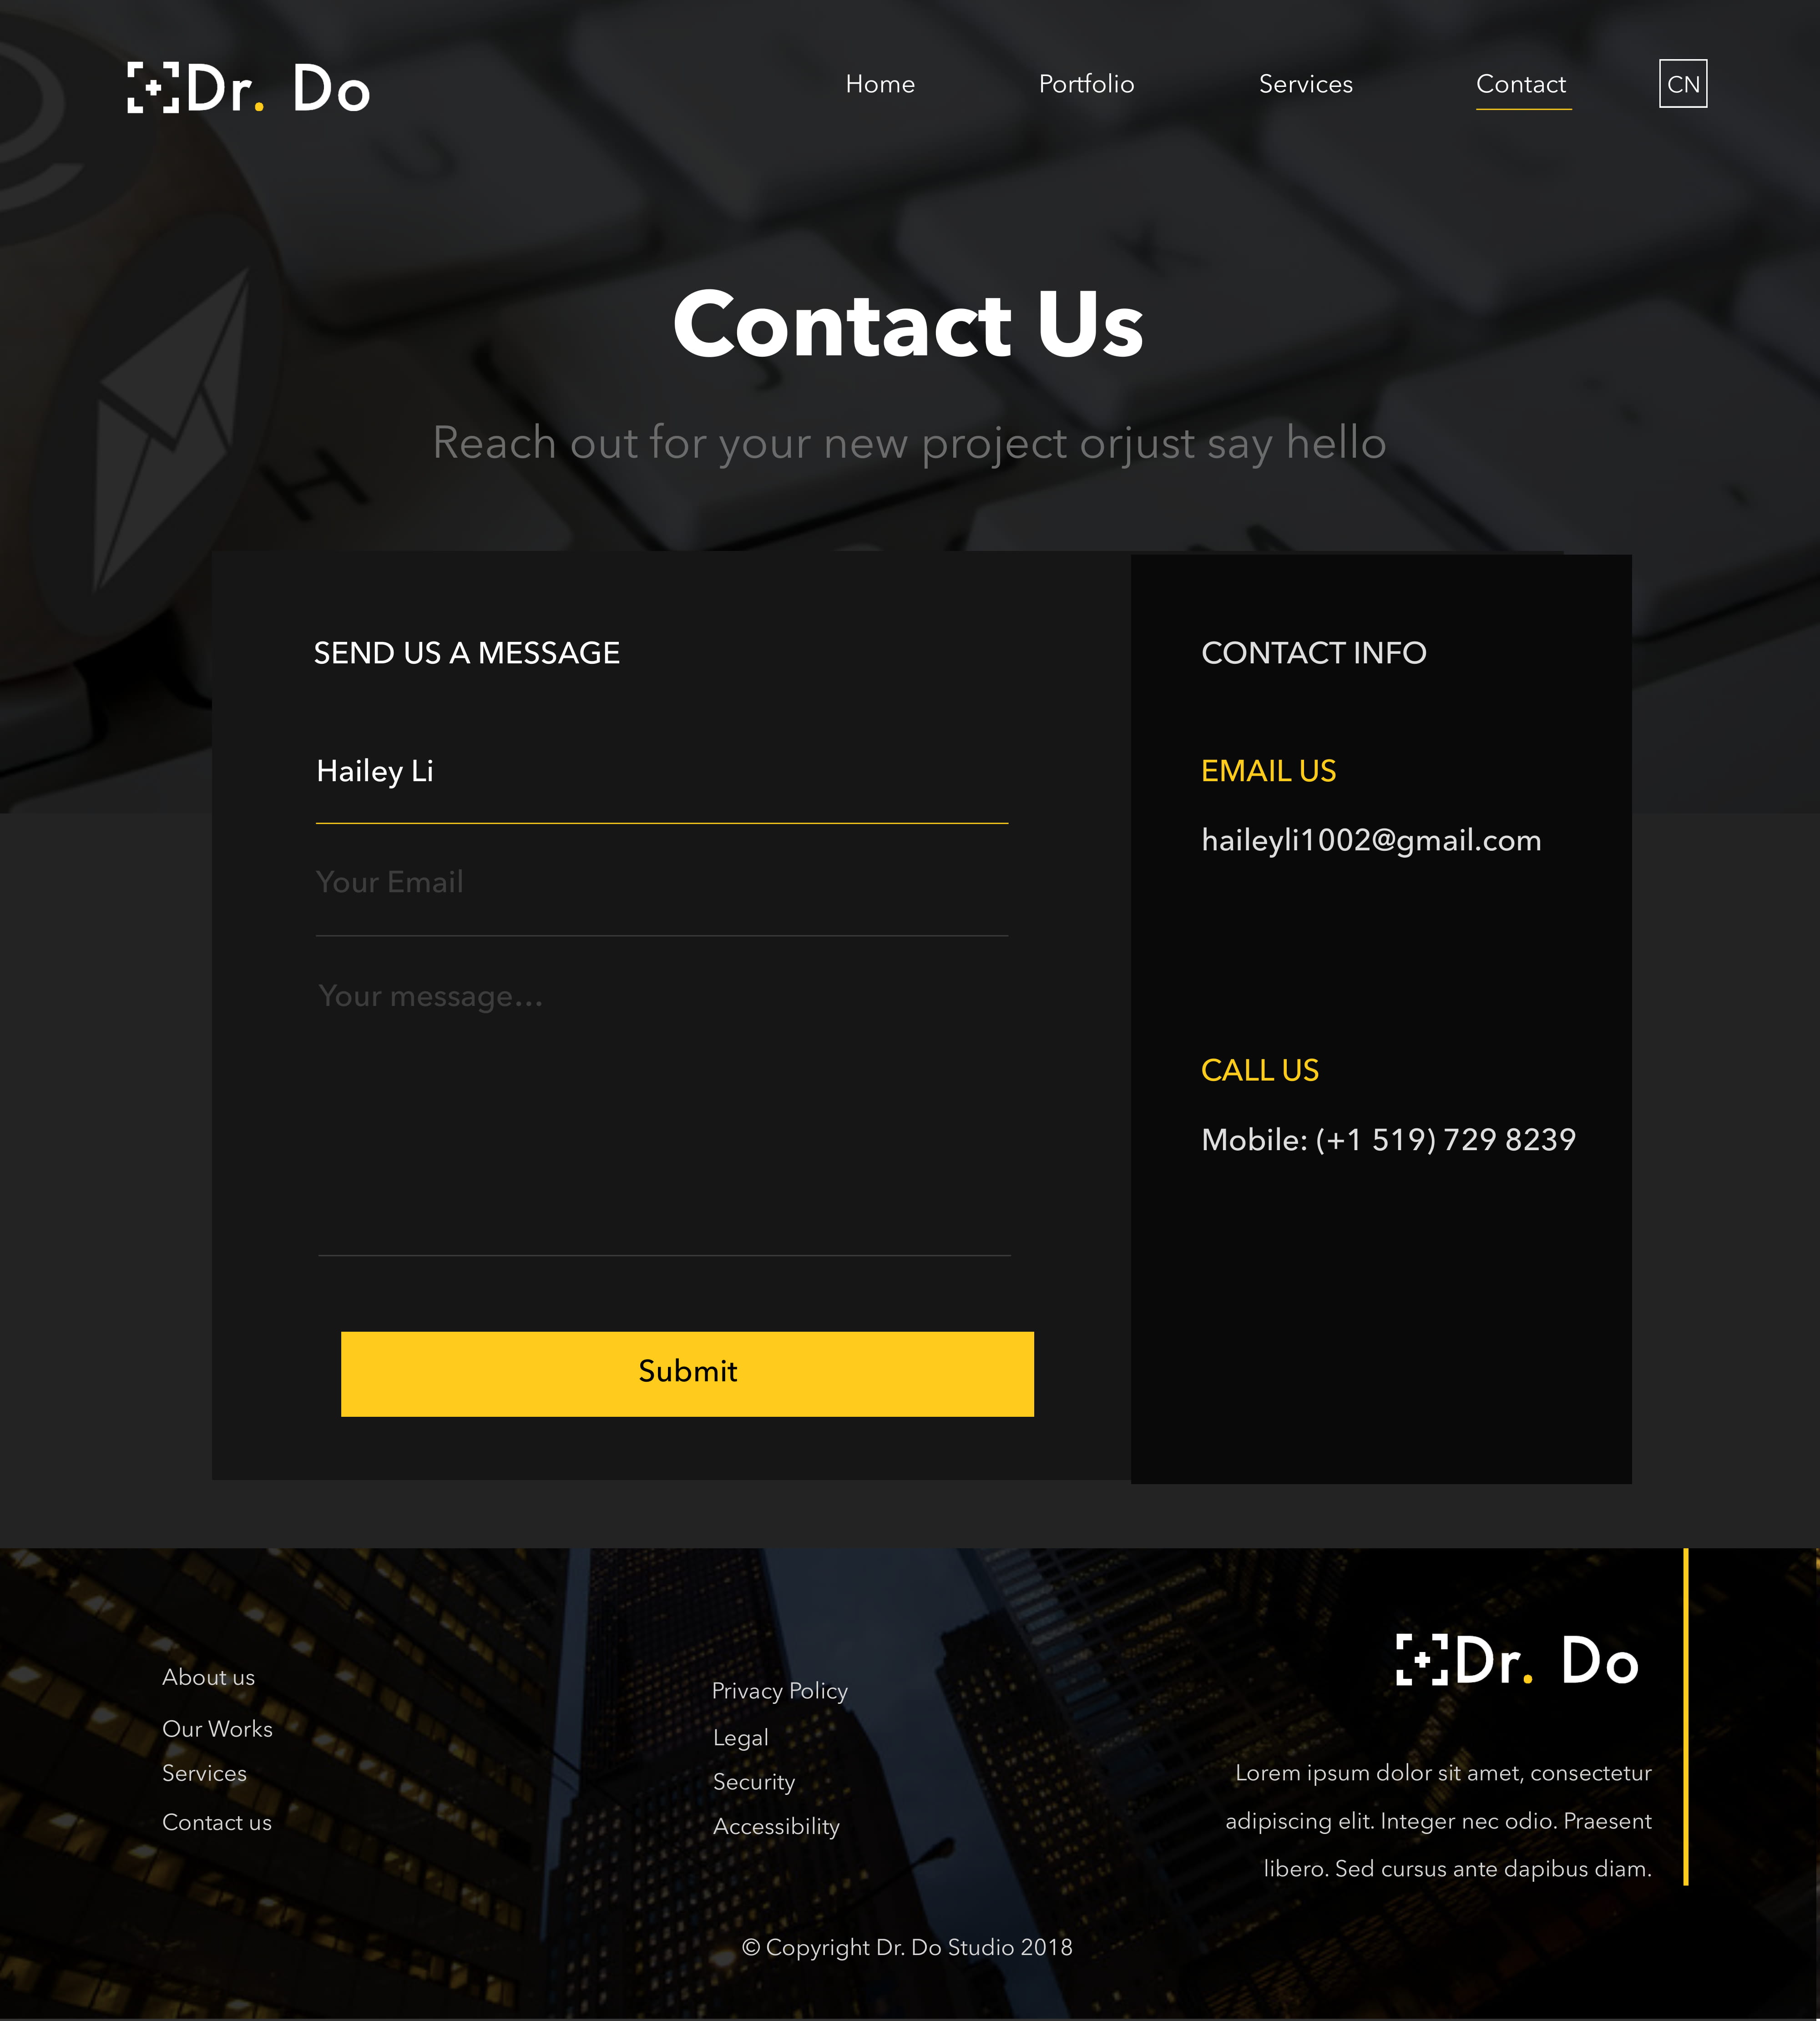 Dr. Do
Home
Portfolio
Services
Contact
CN
Contact Us
Reach out for your new project orjust say hello
SEND US A MESSAGE
Hailey Li
Your Email
Your message...
Submit
CONTACT INFO
EMAIL US
haileyli1002@gmail.com
CALL US
Mobile: (+1 519) 729 8239
About us
Our Works
Services
Contact us
Privacy Policy
Legal
Security
Accessibility
Dr. Do
Lorem ipsum dolor sit amet, consectetur
adipiscing elit. Integer nec odio. Praesent
libero. Sed cursus ante dapibus diam.
© Copyright Dr. Do Studio 2018